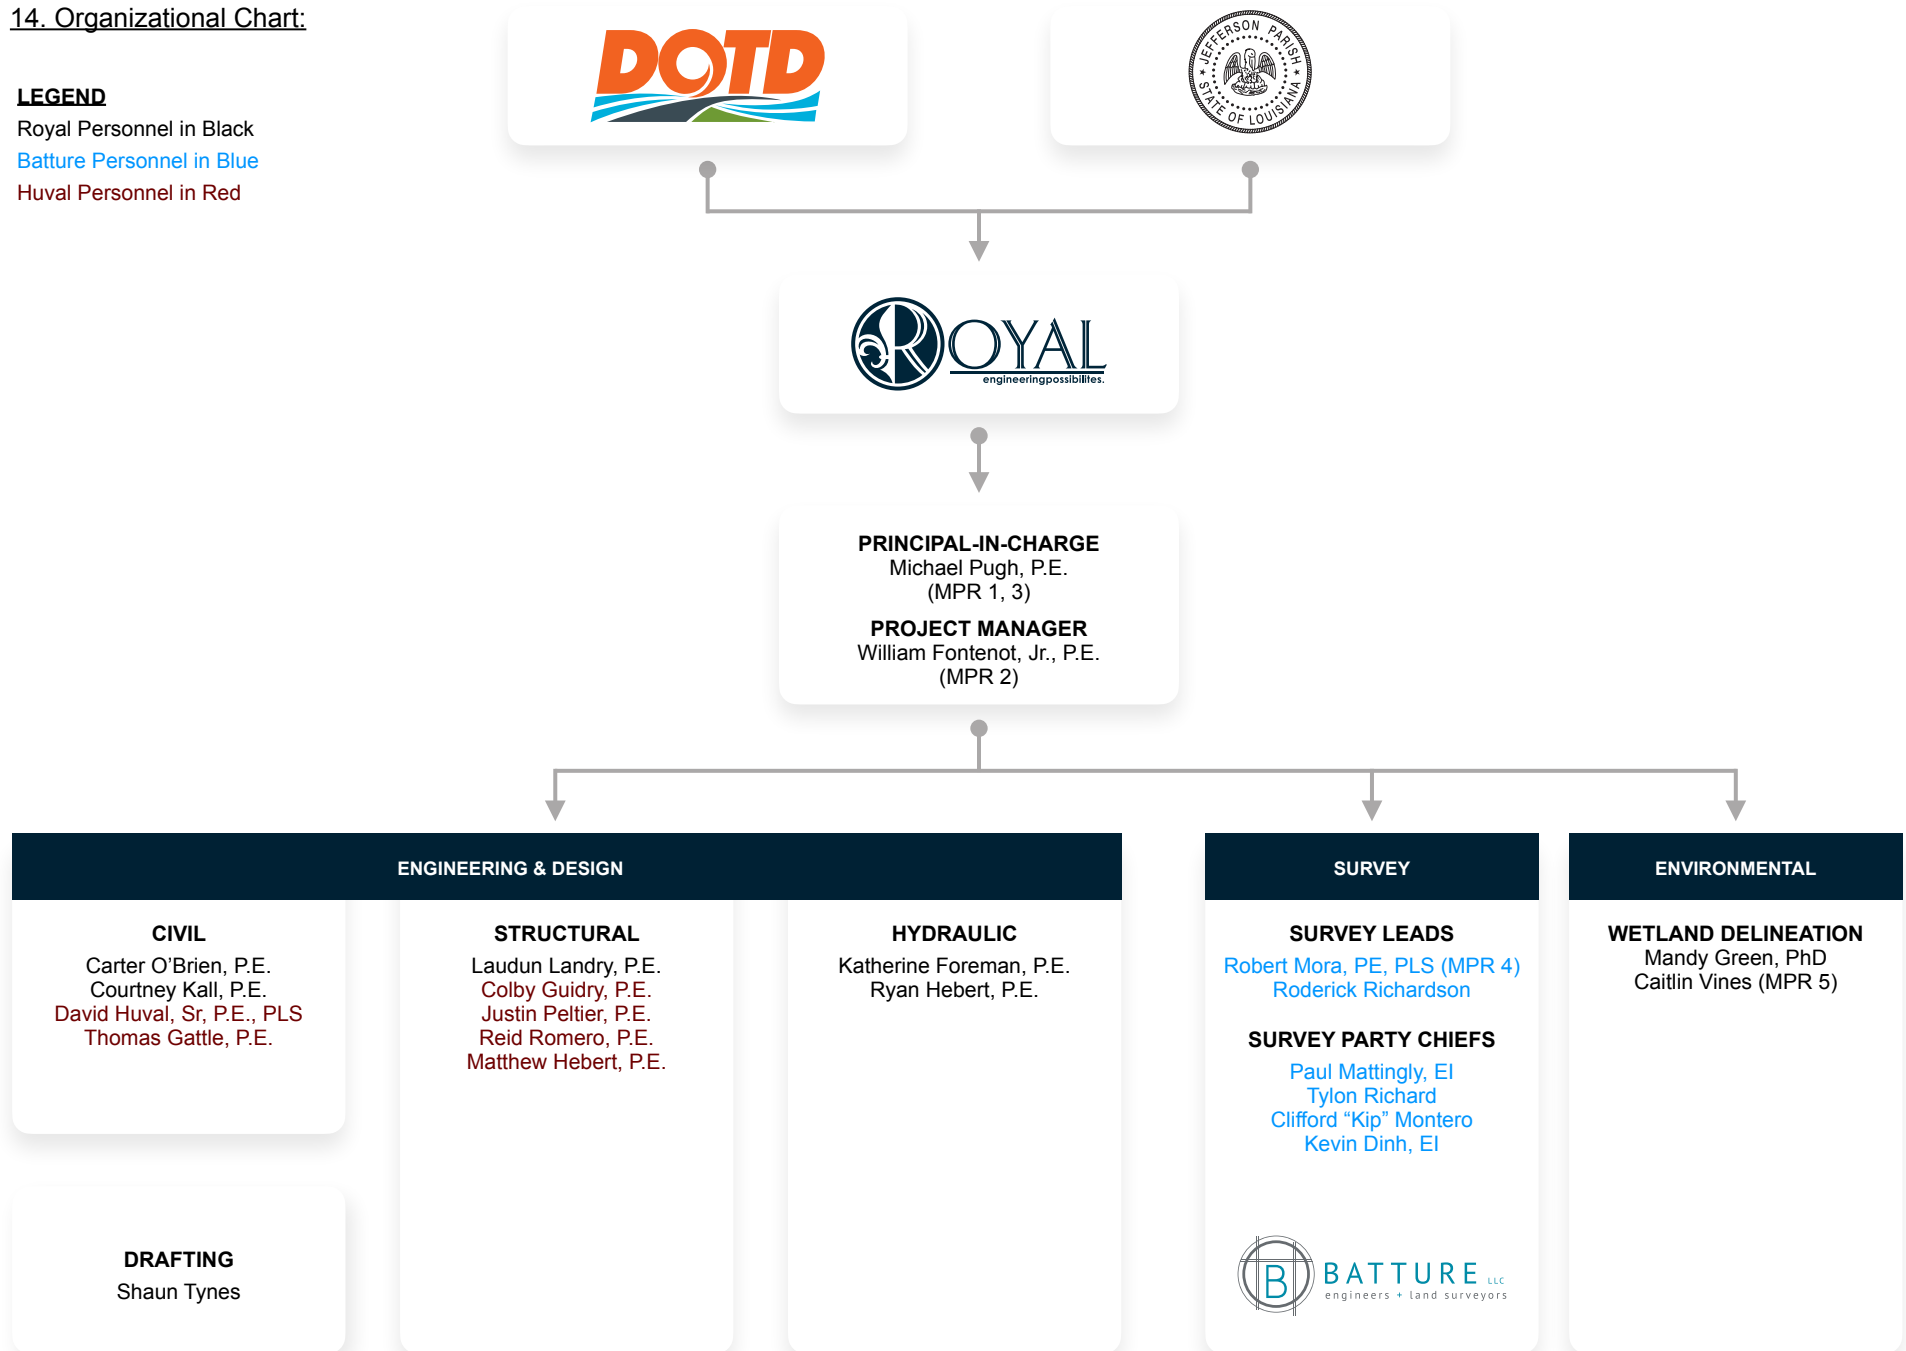 14. Organizational Chart:
LEGEND
Royal Personnel in Black
Batture Personnel in Blue
Huval Personnel in Red
DOTD
JEFFERSON PARISH
STATE OF LOUISIANA
ROYAL
engineeringpossibilites.
PRINCIPAL-IN-CHARGE
Michael Pugh, P.E.
(MPR 1, 3)
PROJECT MANAGER
William Fontenot, Jr., P.E.
(MPR 2)
ENGINEERING & DESIGN
CIVIL
Carter O’Brien, P.E.
Courtney Kall, P.E.
David Huval, Sr, P.E., PLS
Thomas Gattle, P.E.
DRAFTING
Shaun Tynes
STRUCTURAL
Laudun Landry, P.E.
Colby Guidry, P.E.
Justin Peltier, P.E.
Reid Romero, P.E.
Matthew Hebert, P.E.
HYDRAULIC
Katherine Foreman, P.E.
Ryan Hebert, P.E.
SURVEY
SURVEY LEADS
Robert Mora, PE, PLS (MPR 4)
Roderick Richardson
SURVEY PARTY CHIEFS
Paul Mattingly, EI
Tylon Richard
Clifford “Kip” Montero
Kevin Dinh, EI
B
BATTURE LLC
engineers + land surveyors
ENVIRONMENTAL
WETLAND DELINEATION
Mandy Green, PhD
Caitlin Vines (MPR 5)